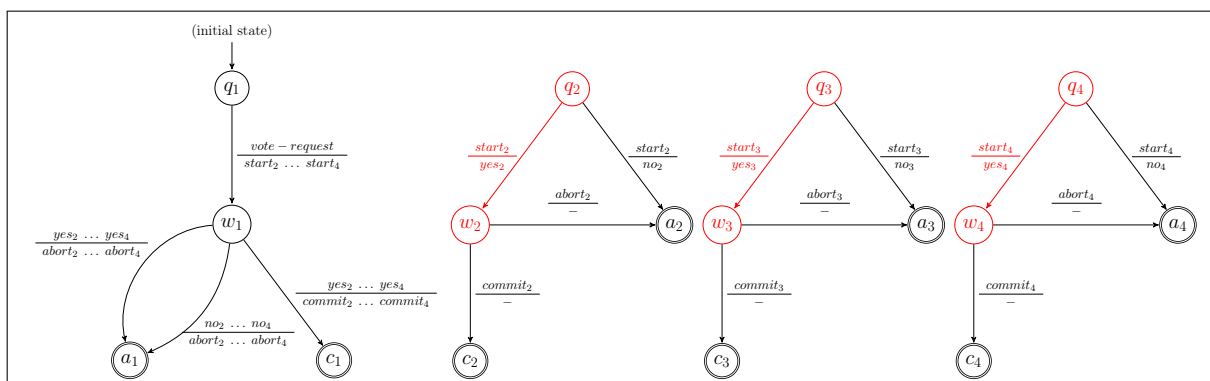 (initial state)
q₁
q₂
q₃
q₄
vote − request
start₂ … start₄
start₂
yes₂
start₂
no₂
start₃
yes₃
start₃
no₃
start₄
yes₄
start₄
no₄
w₁
w₂
abort₂
−
a₂
w₃
abort₃
−
a₃
w₄
abort₄
−
a₄
yes₂ … yes₄
abort₂ … abort₄
yes₂ … yes₄
commit₂ … commit₄
commit₂
−
commit₃
−
commit₄
−
no₂ … no₄
abort₂ … abort₄
a₁
c₁
c₂
c₃
c₄